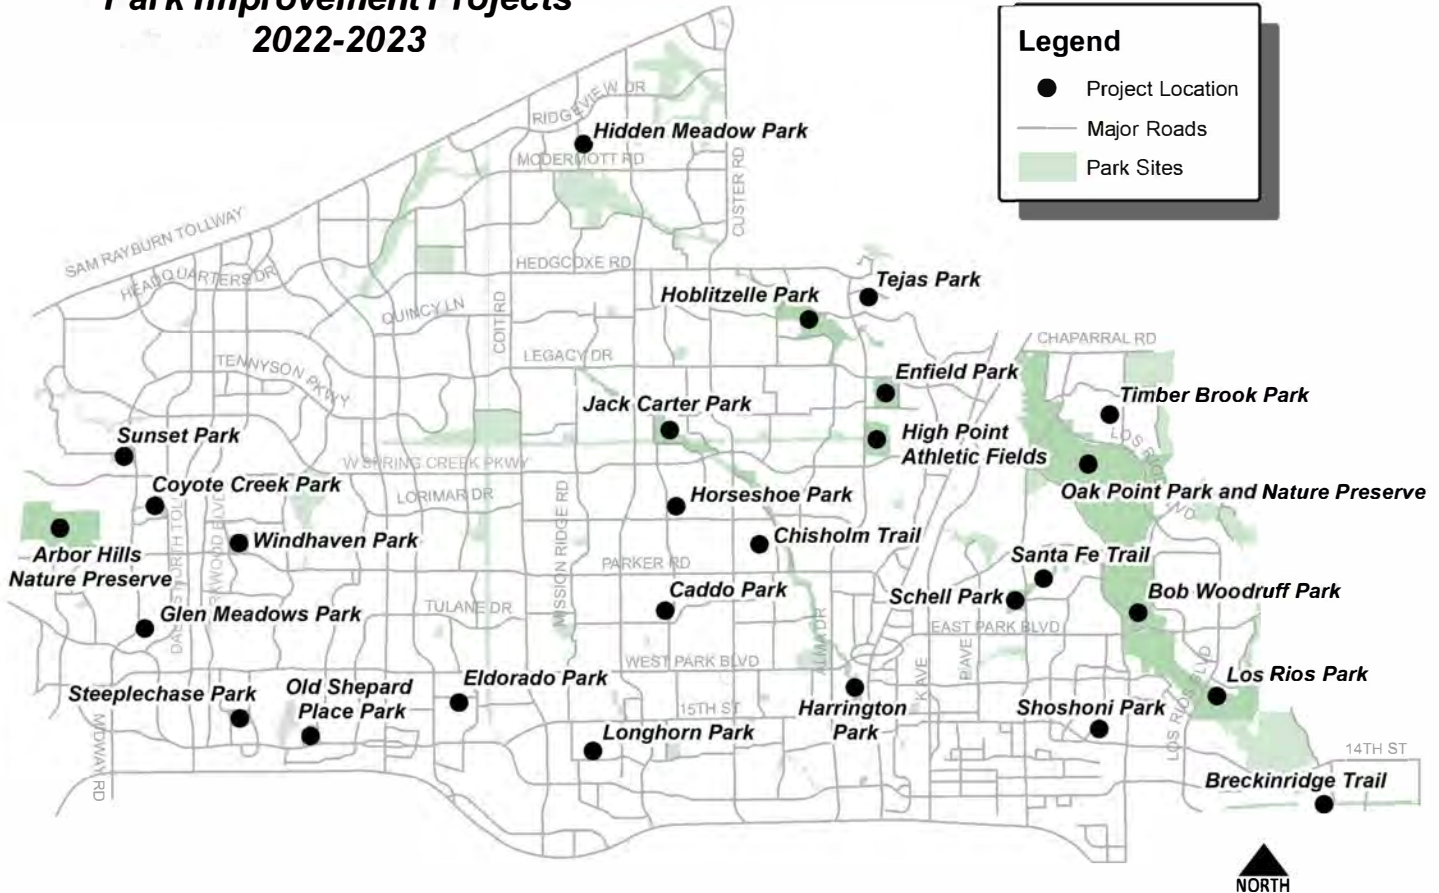 Park Improvement Projects
2022-2023
Legend
Project Location
Major Roads
Park Sites
RIDGEVIEW DR
Hidden Meadow Park
MCDERMOTT RD
CUSTER RD
SAM RAYBURN TOLLWAY
HEADQUARTERS DR
HEDGCOXE RD
Tejas Park
Hoblitzelle Park
QUINCY LN
COIT RD
CHAPARRAL RD
LEGACY DR
TENNYSON PKWY
Enfield Park
Timber Brook Park
Jack Carter Park
Sunset Park
High Point
Athletic Fields
W SPRING CREEK PKWY
Coyote Creek Park
LORIMAR DR
Horseshoe Park
Oak Point Park and Nature Preserve
MISSION RIDGE RD
Windhaven Park
Chisholm Trail
Arbor Hills
Nature Preserve
PARKER RD
Santa Fe Trail
Caddo Park
Schell Park
Bob Woodruff Park
Glen Meadows Park
TULANE DR
ALMA DR
EAST PARK BLVD
WEST PARK BLVD
P AVE
K AVE
Eldorado Park
Los Rios Park
Steeplechase Park
Old Shepard
Place Park
15TH ST
Harrington
Park
Shoshoni Park
LOS RIOS BLVD
Longhorn Park
MIDWAY RD
14TH ST
Breckinridge Trail
NORTH